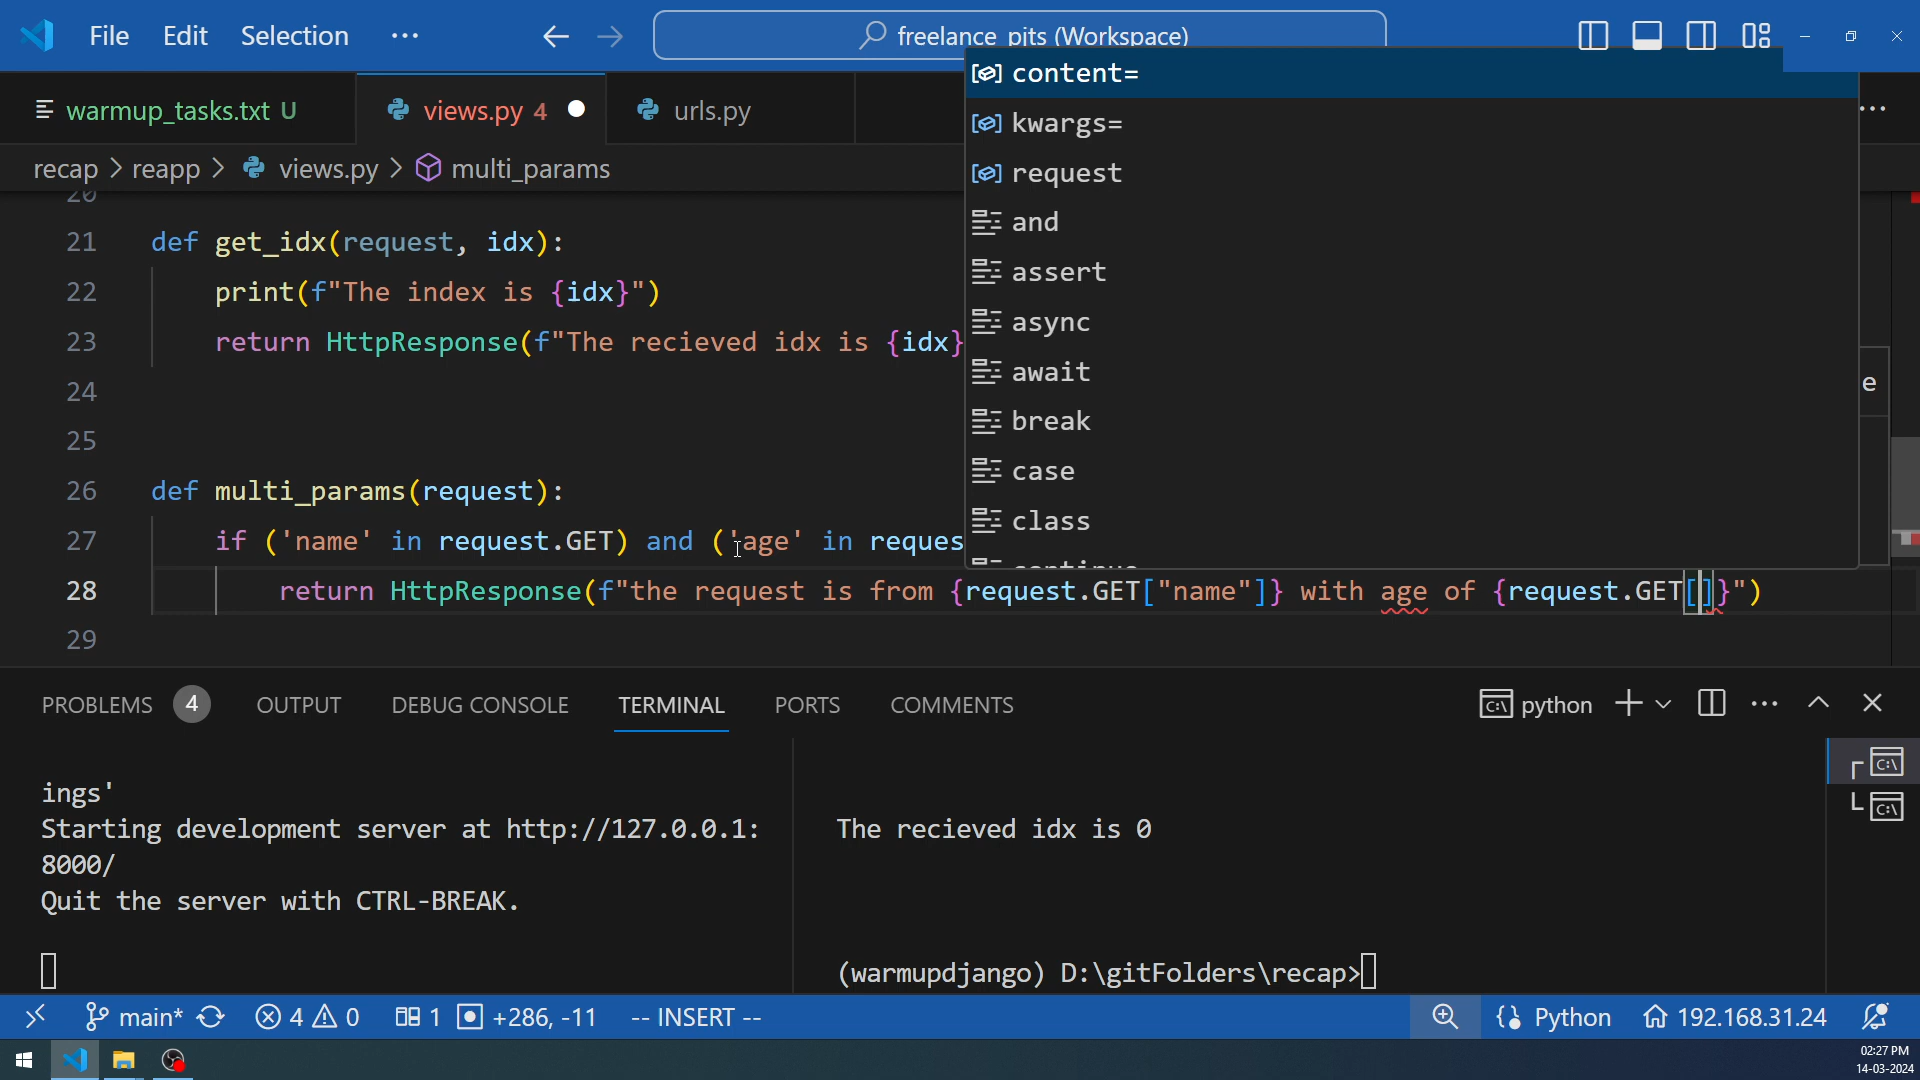 File Edit Selection ··· freelance_pits (Workspace)
warmup_tasks.txt U views.py 4 urls.py ···
recap > reapp > views.py > multi_params
20
21 def get_idx(request, idx):
22 print(f"The index is {idx}")
23 return HttpResponse(f"The recieved idx is {idx}
24
25
26 def multi_params(request):
27 if ('name' in request.GET) and ('age' in reques
28 return HttpResponse(f"the request is from {request.GET["name"]} with age of {request.GET[]}")
29
content=
kwargs=
request
and
assert
async
await
break
case
class
continue
e
PROBLEMS 4 OUTPUT DEBUG CONSOLE TERMINAL PORTS COMMENTS python
ings'
Starting development server at http://127.0.0.1:
8000/
Quit the server with CTRL-BREAK.
The recieved idx is 0
(warmupdjango) D:\gitFolders\recap>
main* 4 0 1 +286, -11 -- INSERT -- Python 192.168.31.24
02:27 PM
14-03-2024